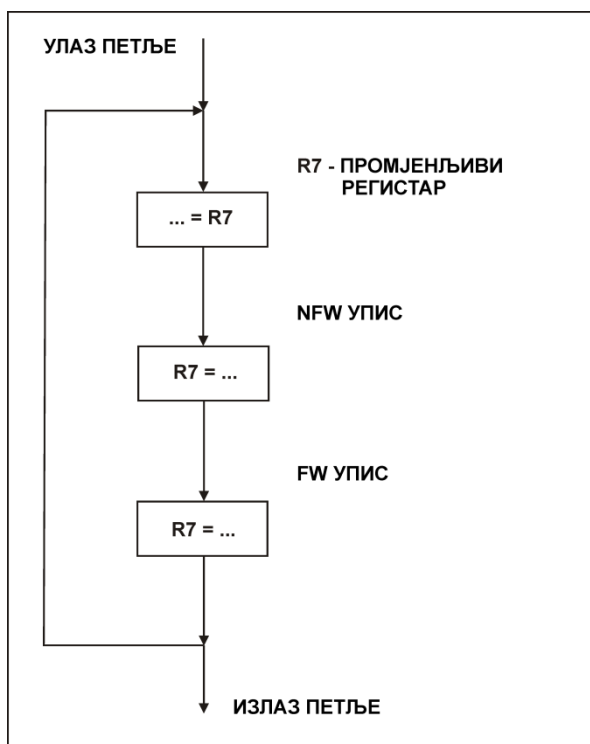 УЛАЗ ПЕТЉЕ
R7 - ПРОМЈЕНЉИВИ
РЕГИСТАР
... = R7
NFW УПИС
R7 = ...
FW УПИС
R7 = ...
ИЗЛАЗ ПЕТЉЕ